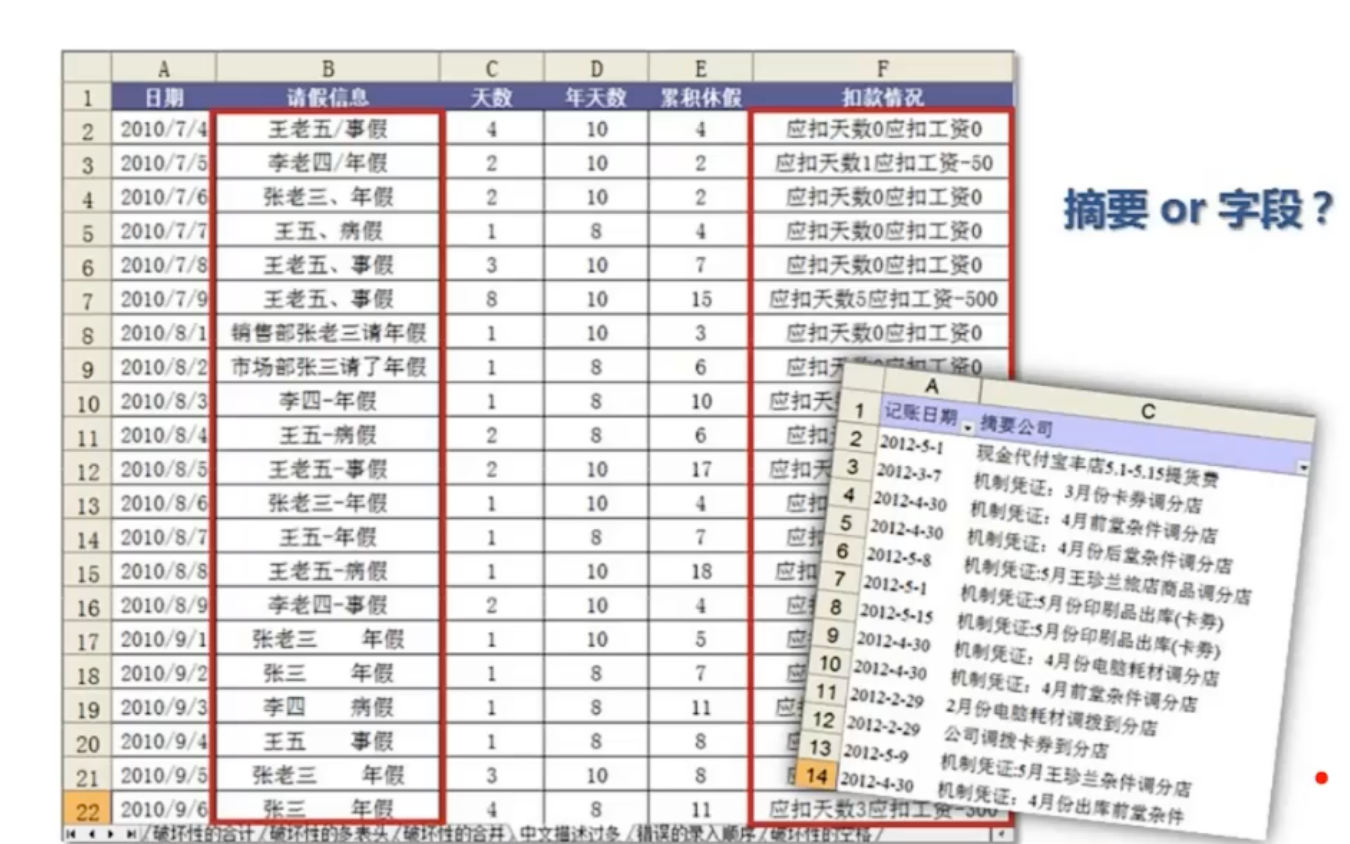 A B C D E F
1 日期 请假信息 天数 年天数 累积休假 扣款情况
2 2010/7/4 王老五/事假 4 10 4 应扣天数0应扣工资0
3 2010/7/5 李老四/年假 2 10 2 应扣天数1应扣工资-50
4 2010/7/6 张老三、年假 2 10 2 应扣天数0应扣工资0
5 2010/7/7 王五、病假 1 8 4 应扣天数0应扣工资0
6 2010/7/8 王老五、事假 3 10 7 应扣天数0应扣工资0
7 2010/7/9 王老五、事假 8 10 15 应扣天数5应扣工资-500
8 2010/8/1 销售部张老三请年假 1 10 3 应扣天数0应扣工资0
9 2010/8/2 市场部张三请了年假 1 8 6 应扣 资0
10 2010/8/3 李四-年假 1 8 10 应扣天
11 2010/8/4 王五-病假 2 8 6 应扣
12 2010/8/5 王老五-事假 2 10 17 应扣天
13 2010/8/6 张老三-年假 1 10 4 应扣
14 2010/8/7 王五-年假 1 8 7 应扣
15 2010/8/8 王老五-病假 1 10 18 应扣
16 2010/8/9 李老四-事假 2 10 4 应
17 2010/9/1 张老三 年假 1 10 5 应
18 2010/9/2 张三 年假 1 8 7 应
19 2010/9/3 李四 病假 1 8 11 应
20 2010/9/4 王五 事假 1 8 8
21 2010/9/5 张老三 年假 3 10 8
22 2010/9/6 张三 年假 4 8 11 应扣天数3应扣工资-300
破坏性的合计 破坏性的多表头 破坏性的合并 中文描述过多 错误的录入顺序 破坏性的空格
摘要 or 字段？
A C
1 记账日期 摘要公司
2 2012-5-1 现金代付宝丰店5.1-5.15提货费
3 2012-3-7 机制凭证：3月份卡券调分店
4 2012-4-30 机制凭证：4月前堂杂件调分店
5 2012-4-30 机制凭证：4月份后堂杂件调分店
6 2012-5-8 机制凭证:5月王珍兰旅店商品调分店
7 2012-5-1 机制凭证:5月份印刷品出库(卡券)
8 2012-5-15 机制凭证:5月份印刷品出库(卡券)
9 2012-4-30 机制凭证：4月份电脑耗材调分店
10 2012-4-30 机制凭证：4月前堂杂件调分店
11 2012-2-29 2月份电脑耗材调拨到分店
12 2012-2-29 公司调拨卡券到分店
13 2012-5-9 机制凭证:5月王珍兰杂件调分店
14 2012-4-30 机制凭证：4月份出库前堂杂件